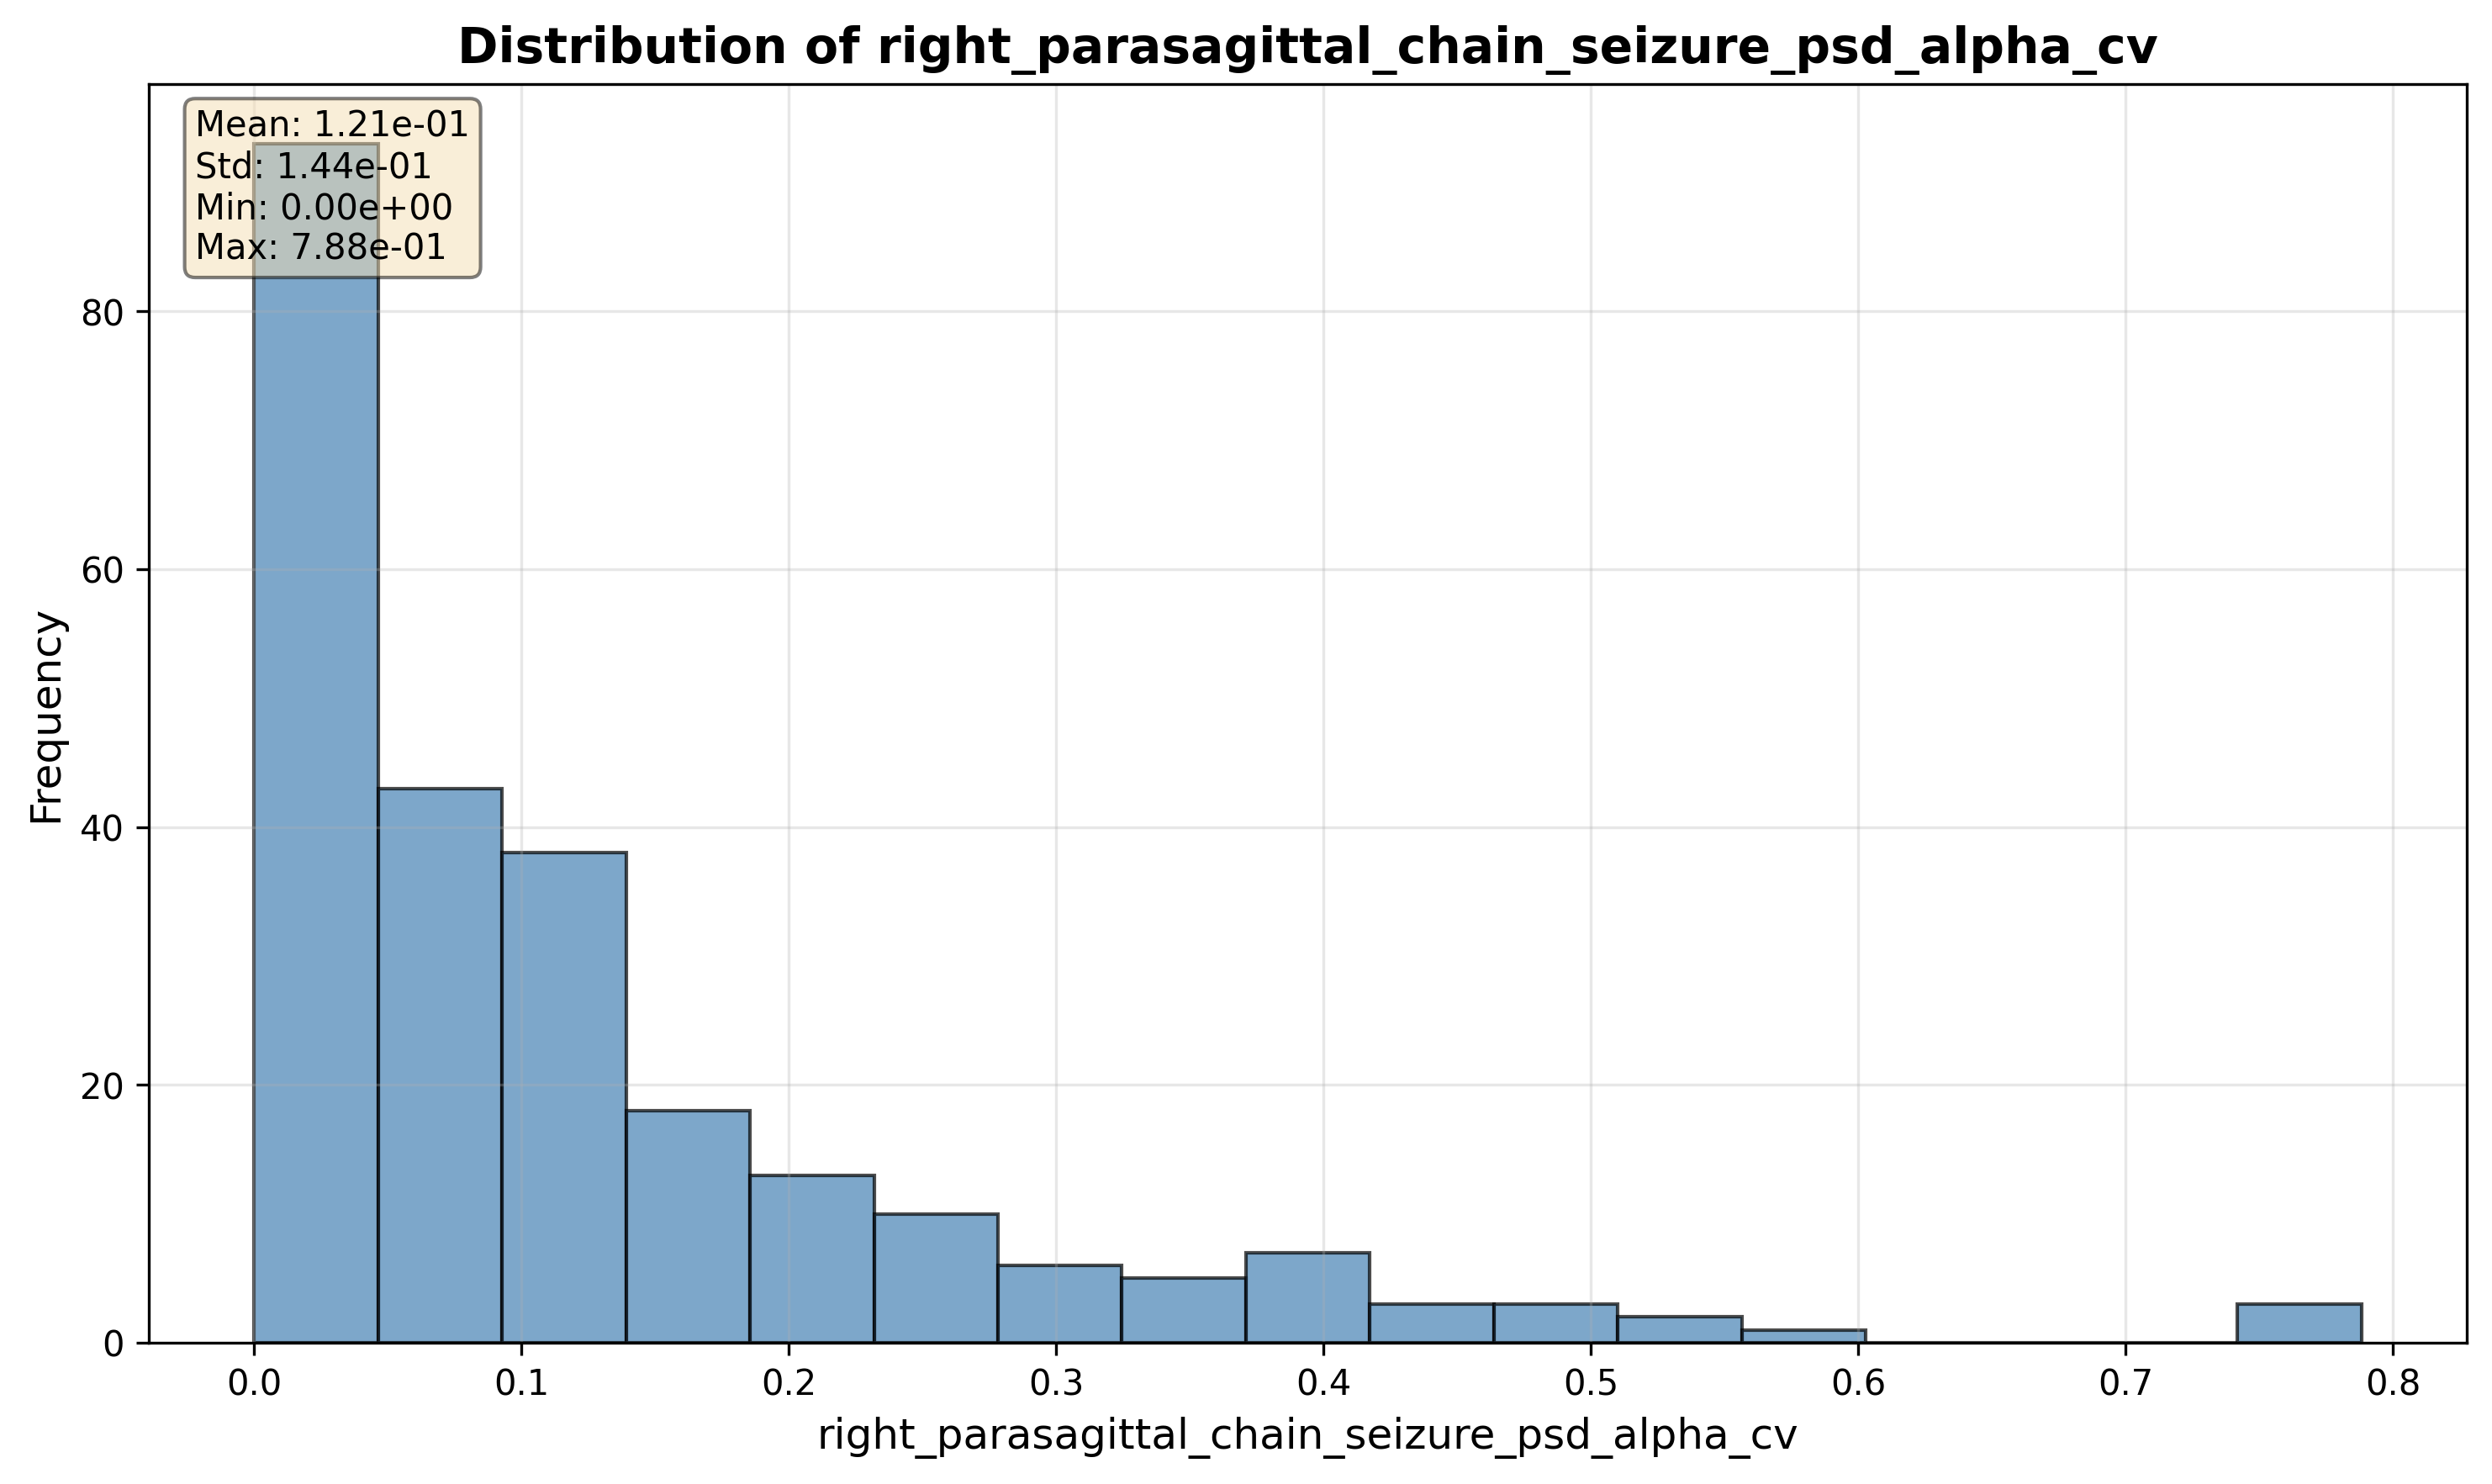 Distribution of right_parasagittal_chain_seizure_psd_alpha_cv
Mean: 1.21e-01
Std: 1.44e-01
Min: 0.00e+00
Max: 7.88e-01
80
60
40
20
0
Frequency
0.0 0.1 0.2 0.3 0.4 0.5 0.6 0.7 0.8
right_parasagittal_chain_seizure_psd_alpha_cv